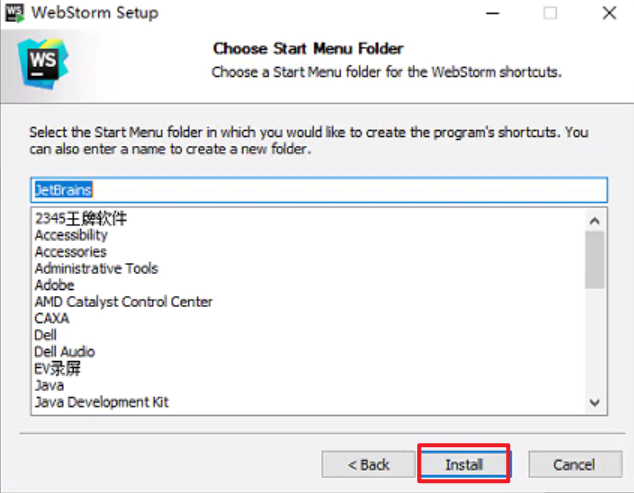 WS WebStorm Setup
WS
Choose Start Menu Folder
Choose a Start Menu folder for the WebStorm shortcuts.
Select the Start Menu folder in which you would like to create the program's shortcuts. You
can also enter a name to create a new folder.
JetBrains
2345王牌软件
Accessibility
Accessories
Administrative Tools
Adobe
AMD Catalyst Control Center
CAXA
Dell
Dell Audio
EV录屏
Java
Java Development Kit
< Back Install Cancel